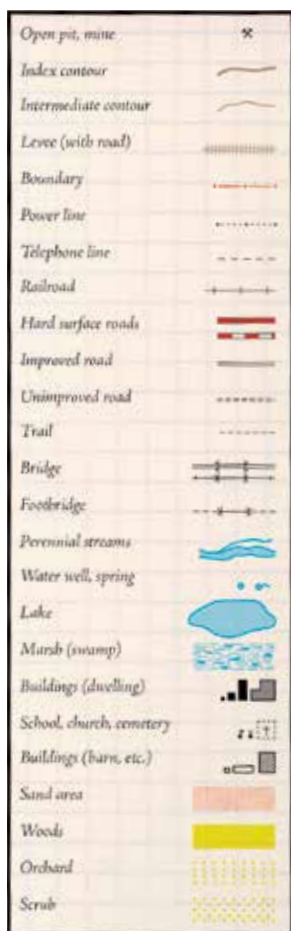 Open pit, mine
Index contour
Intermediate contour
Levee (with road)
Boundary
Power line
Telephone line
Railroad
Hard surface roads
Improved road
Unimproved road
Trail
Bridge
Footbridge
Perennial streams
Water well, spring
Lake
Marsh (swamp)
Buildings (dwelling)
School, church, cemetery
Buildings (barn, etc.)
Sand area
Woods
Orchard
Scrub